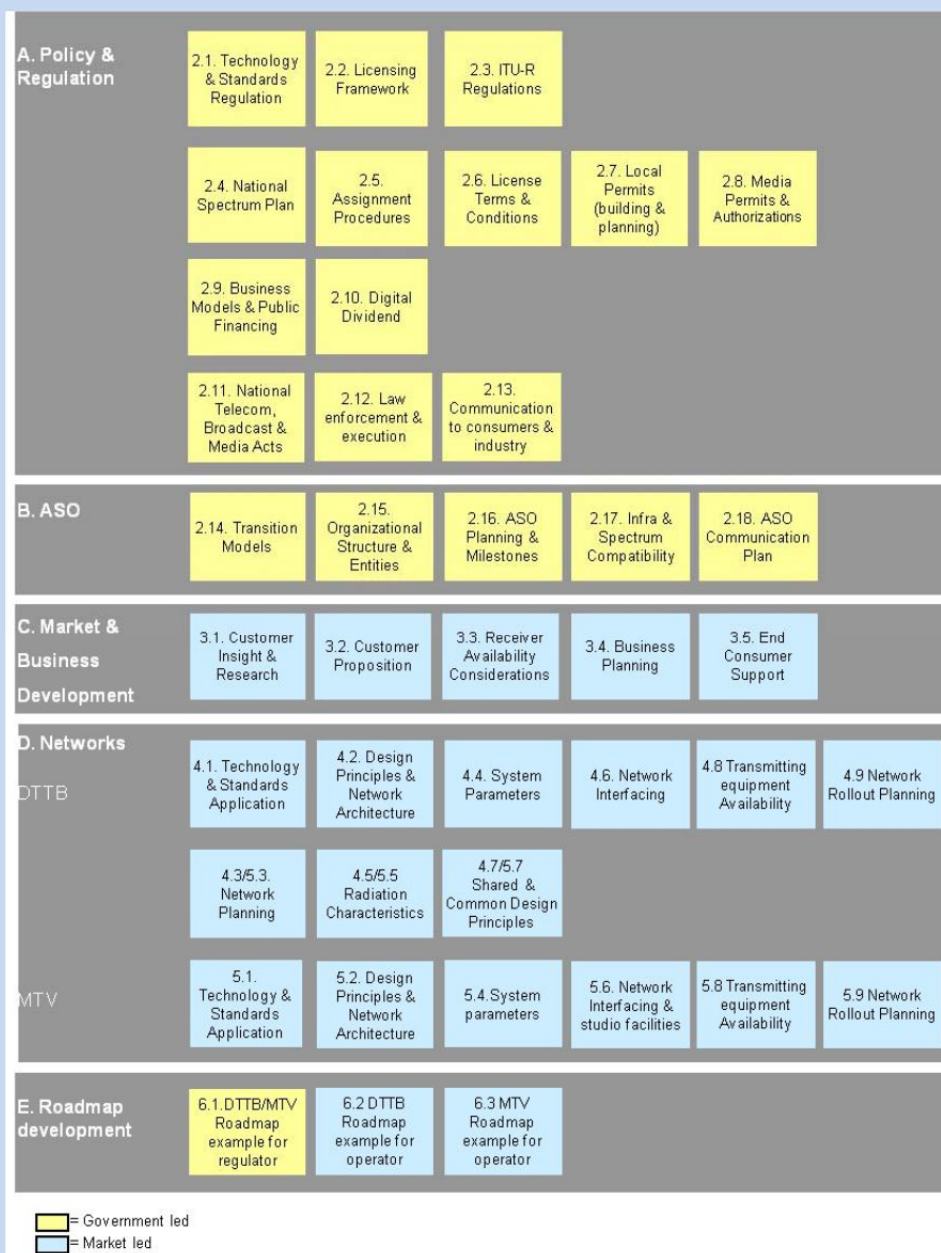 A. Policy &
Regulation
2.1. Technology
& Standards
Regulation
2.2. Licensing
Framework
2.3. ITU-R
Regulations
2.4. National
Spectrum Plan
2.5.
Assignment
Procedures
2.6. License
Terms &
Conditions
2.7. Local
Permits
(building &
planning)
2.8. Media
Permits &
Authorizations
2.9. Business
Models & Public
Financing
2.10. Digital
Dividend
2.11. National
Telecom,
Broadcast &
Media Acts
2.12. Law
enforcement &
execution
2.13.
Communication
to consumers &
industry
B. ASO
2.14. Transition
Models
2.15.
Organizational
Structure &
Entities
2.16. ASO
Planning &
Milestones
2.17. Infra &
Spectrum
Compatibility
2.18. ASO
Communication
Plan
C. Market &
Business
Development
3.1. Customer
Insight &
Research
3.2. Customer
Proposition
3.3. Receiver
Availability
Considerations
3.4. Business
Planning
3.5. End
Consumer
Support
D. Networks
DTTB
4.1. Technology
& Standards
Application
4.2. Design
Principles &
Network
Architecture
4.4. System
Parameters
4.6. Network
Interfacing
4.8 Transmitting
equipment
Availability
4.9 Network
Rollout Planning
4.3/5.3.
Network
Planning
4.5/5.5
Radiation
Characteristics
4.7/5.7
Shared &
Common Design
Principles
MTV
5.1.
Technology &
Standards
Application
5.2. Design
Principles &
Network
Architecture
5.4.System
parameters
5.6. Network
Interfacing &
studio facilities
5.8 Transmitting
equipment
Availability
5.9 Network
Rollout Planning
E. Roadmap
development
6.1.DTTB/MTV
Roadmap
example for
regulator
6.2 DTTB
Roadmap
example for
operator
6.3 MTV
Roadmap
example for
operator
= Government led
= Market led